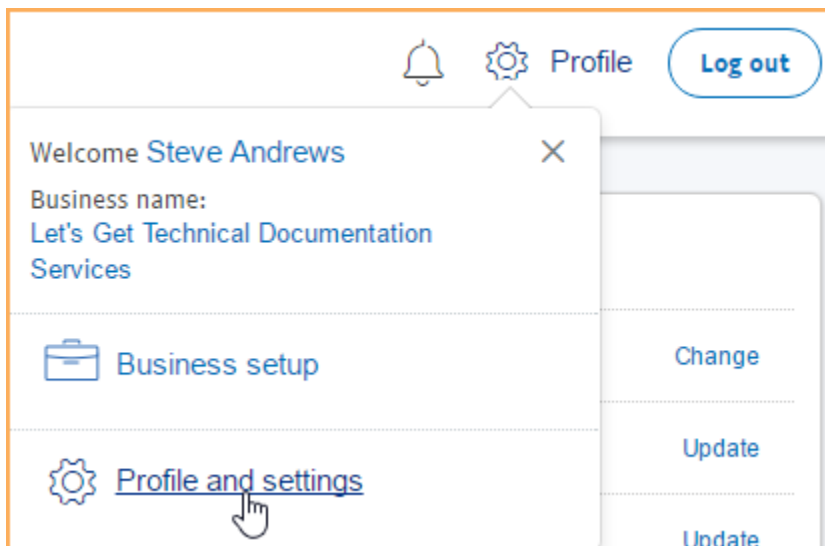 Profile
Log out
Welcome Steve Andrews
Business name:
Let's Get Technical Documentation
Services
Business setup
Change
Update
Profile and settings
Update